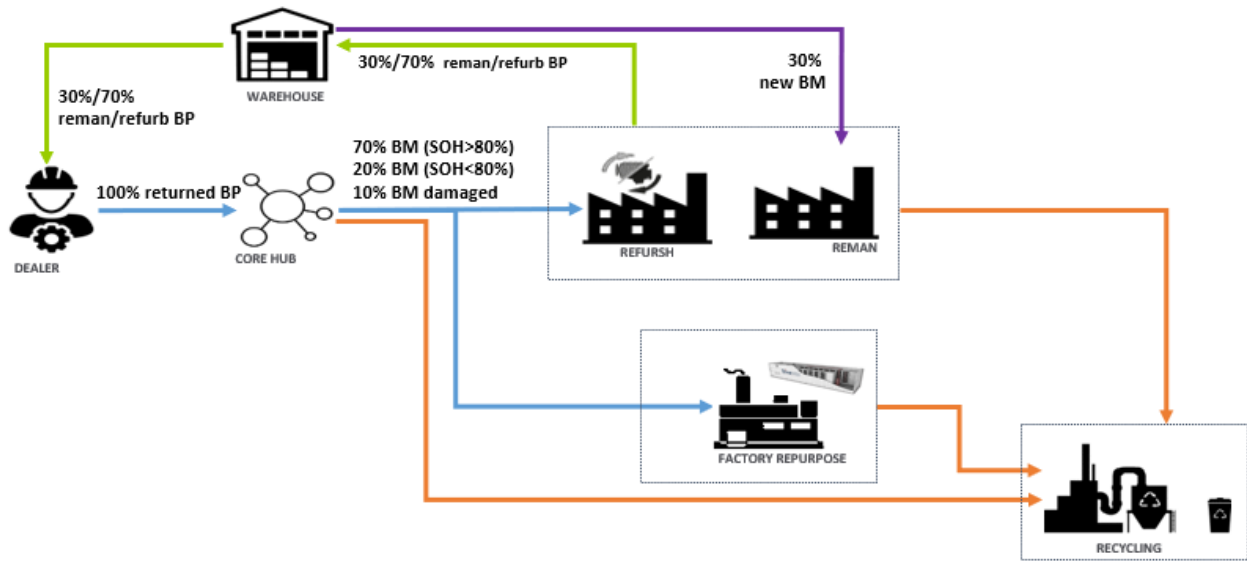 WAREHOUSE
30%/70% reman/refurb BP
30%
new BM
30%/70%
reman/refurb BP
70% BM (SOH>80%)
20% BM (SOH<80%)
10% BM damaged
100% returned BP
DEALER
CORE HUB
REFURSH
REMAN
FACTORY REPURPOSE
RECYCLING